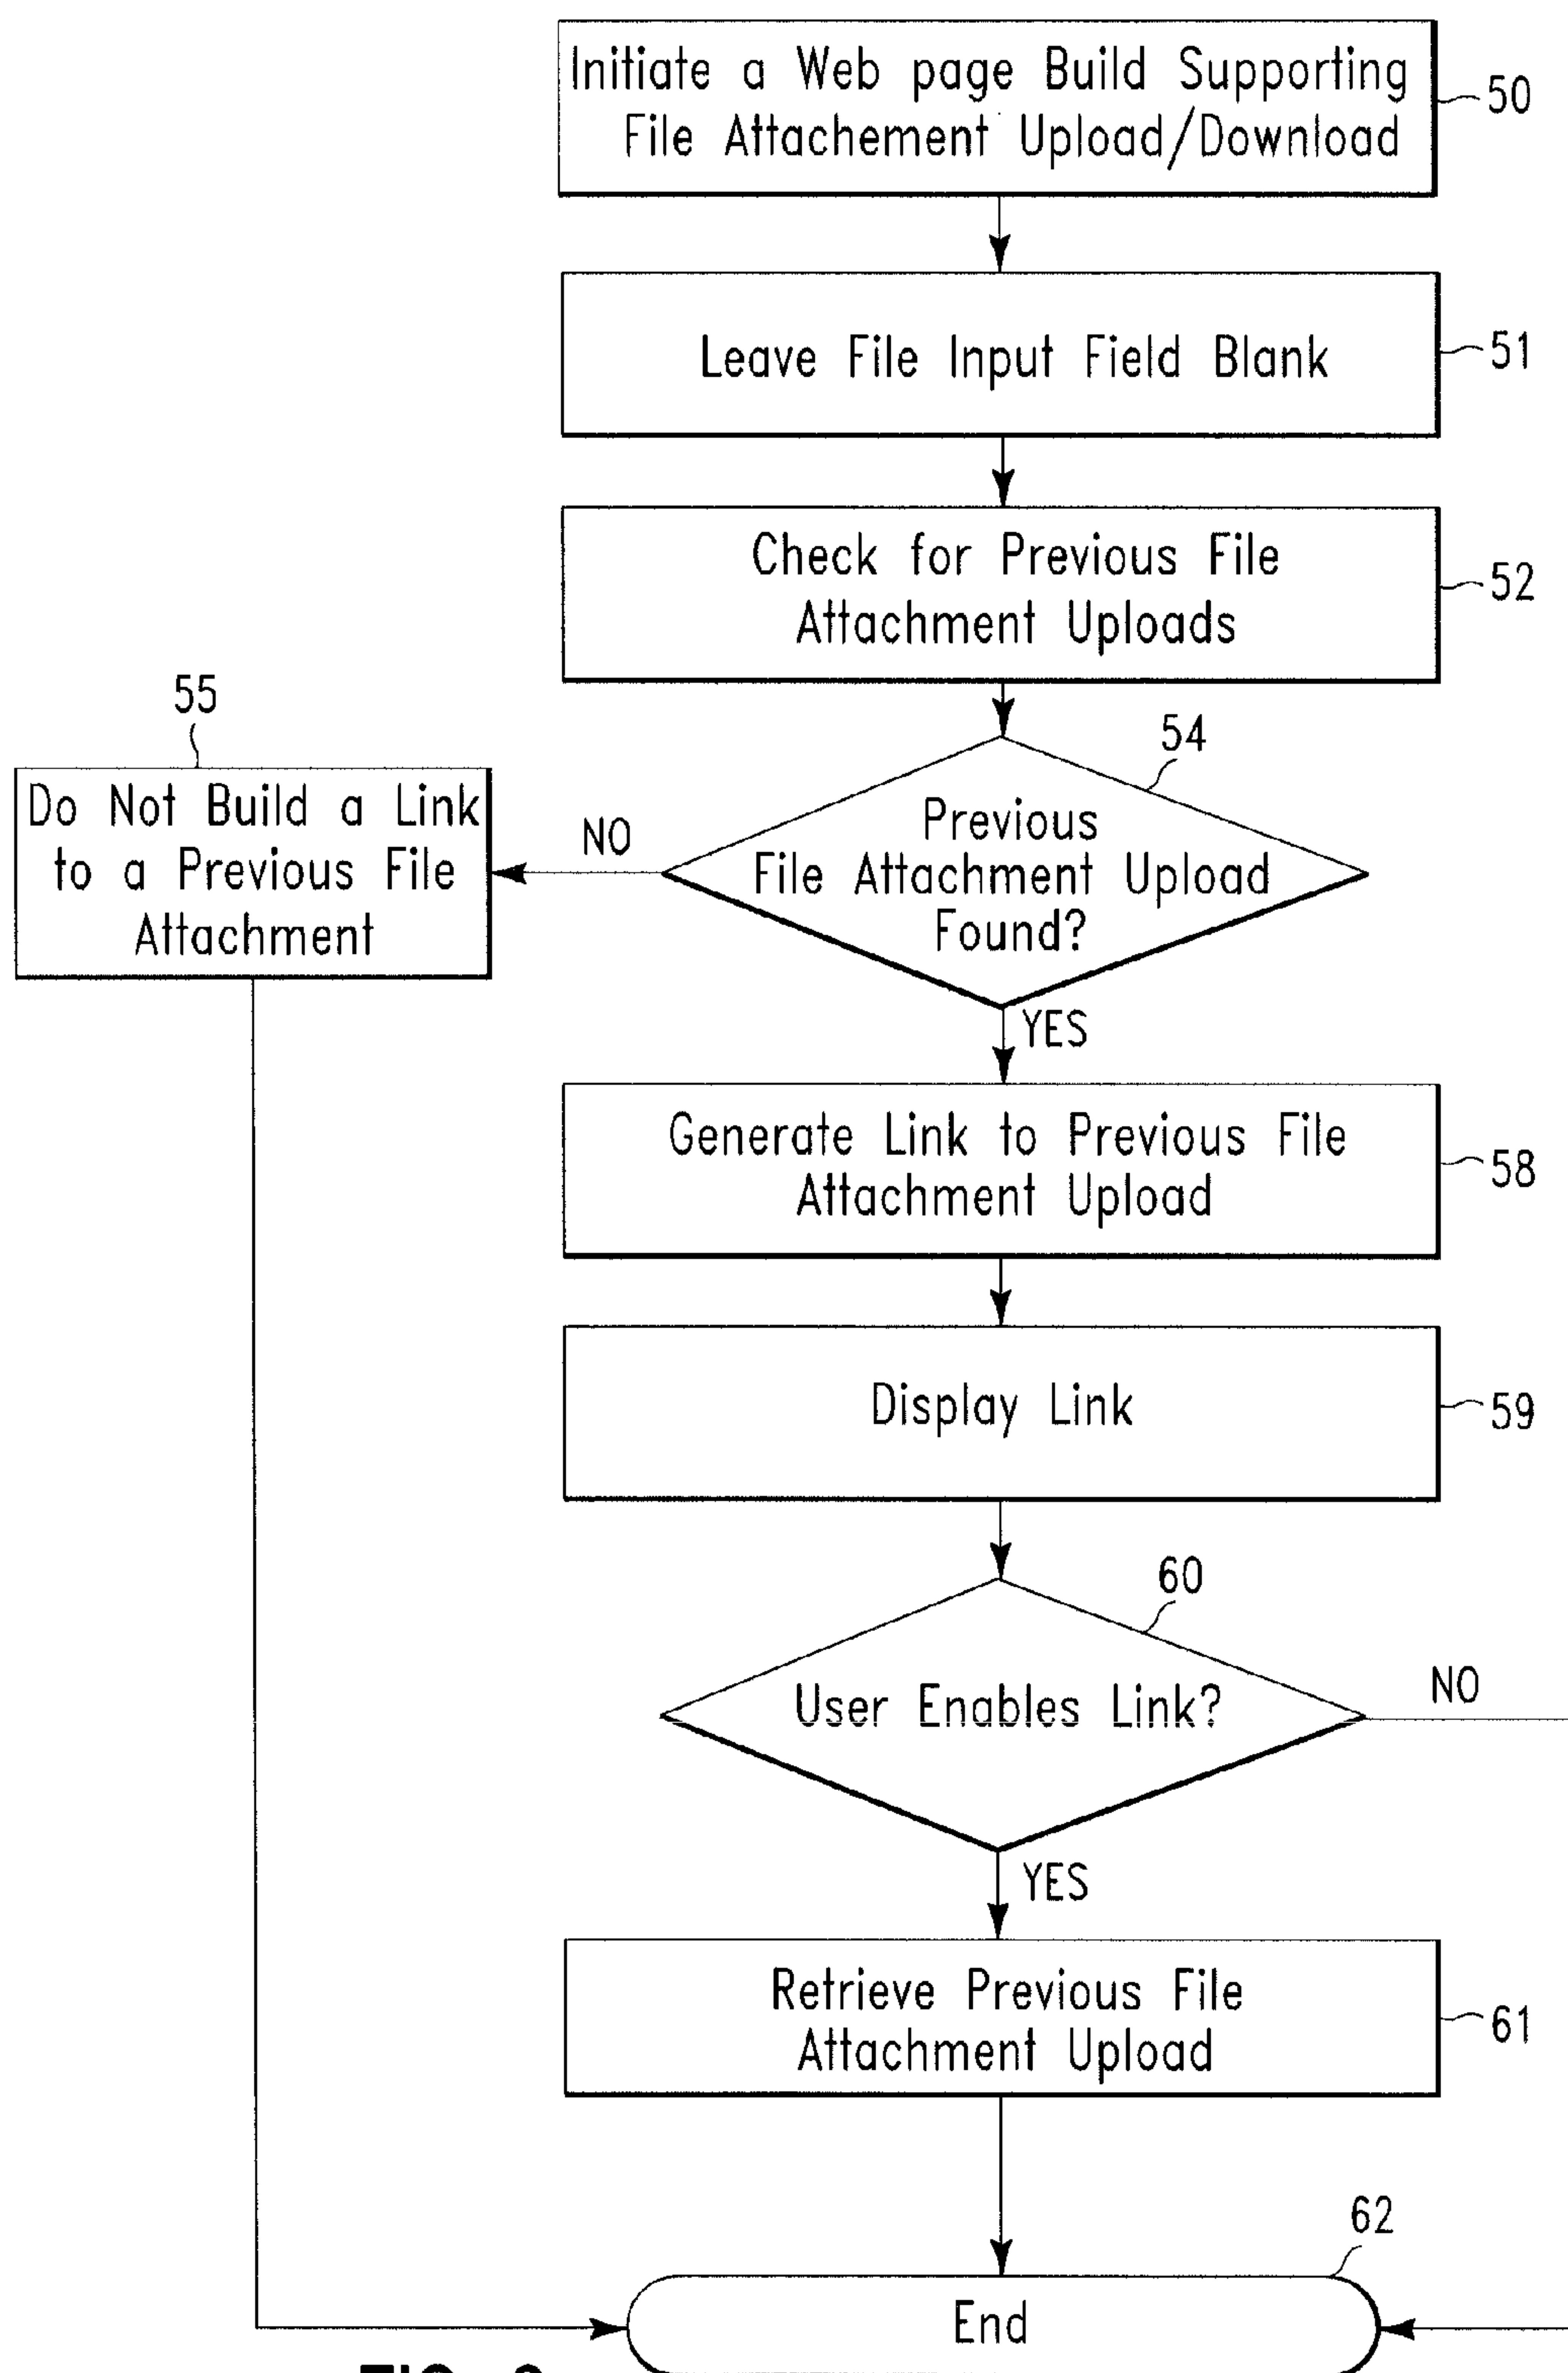 Initiate a Web page Build Supporting
File Attachement Upload/Download
50
Leave File Input Field Blank
51
Check for Previous File
Attachment Uploads
52
55
Do Not Build a Link
to a Previous File
Attachment
NO
54
Previous
File Attachment Upload
Found?
YES
Generate Link to Previous File
Attachment Upload
58
Display Link
59
60
User Enables Link?
NO
YES
Retrieve Previous File
Attachment Upload
61
62
End